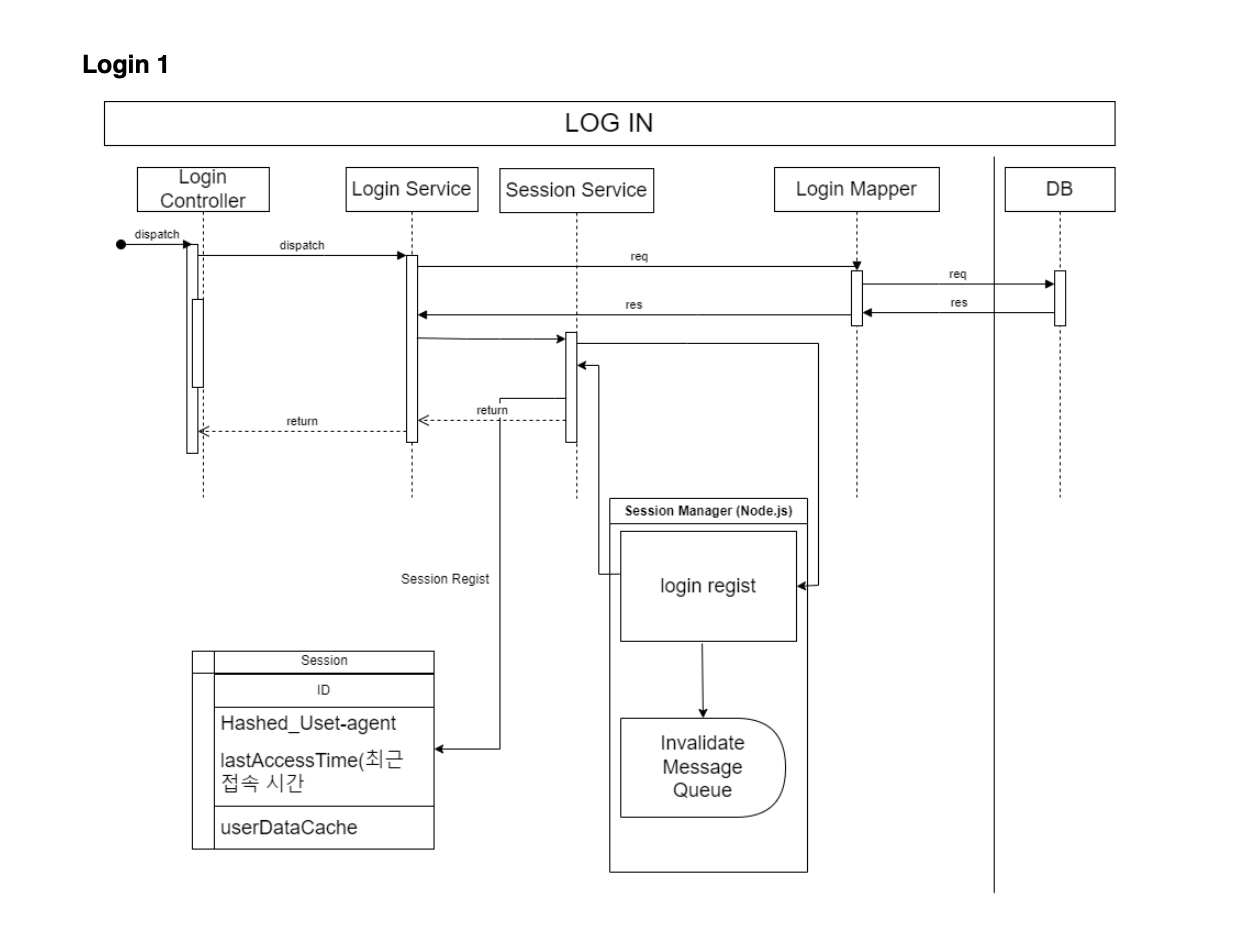 Login 1
LOG IN
Login
Controller
Login Service
Session Service
Login Mapper
DB
dispatch
dispatch
req
req
res
res
return
return
Session Manager (Node.js)
login regist
Session Regist
Session
ID
Hashed_Uset-agent
lastAccessTime(최근
접속 시간
userDataCache
Invalidate
Message
Queue